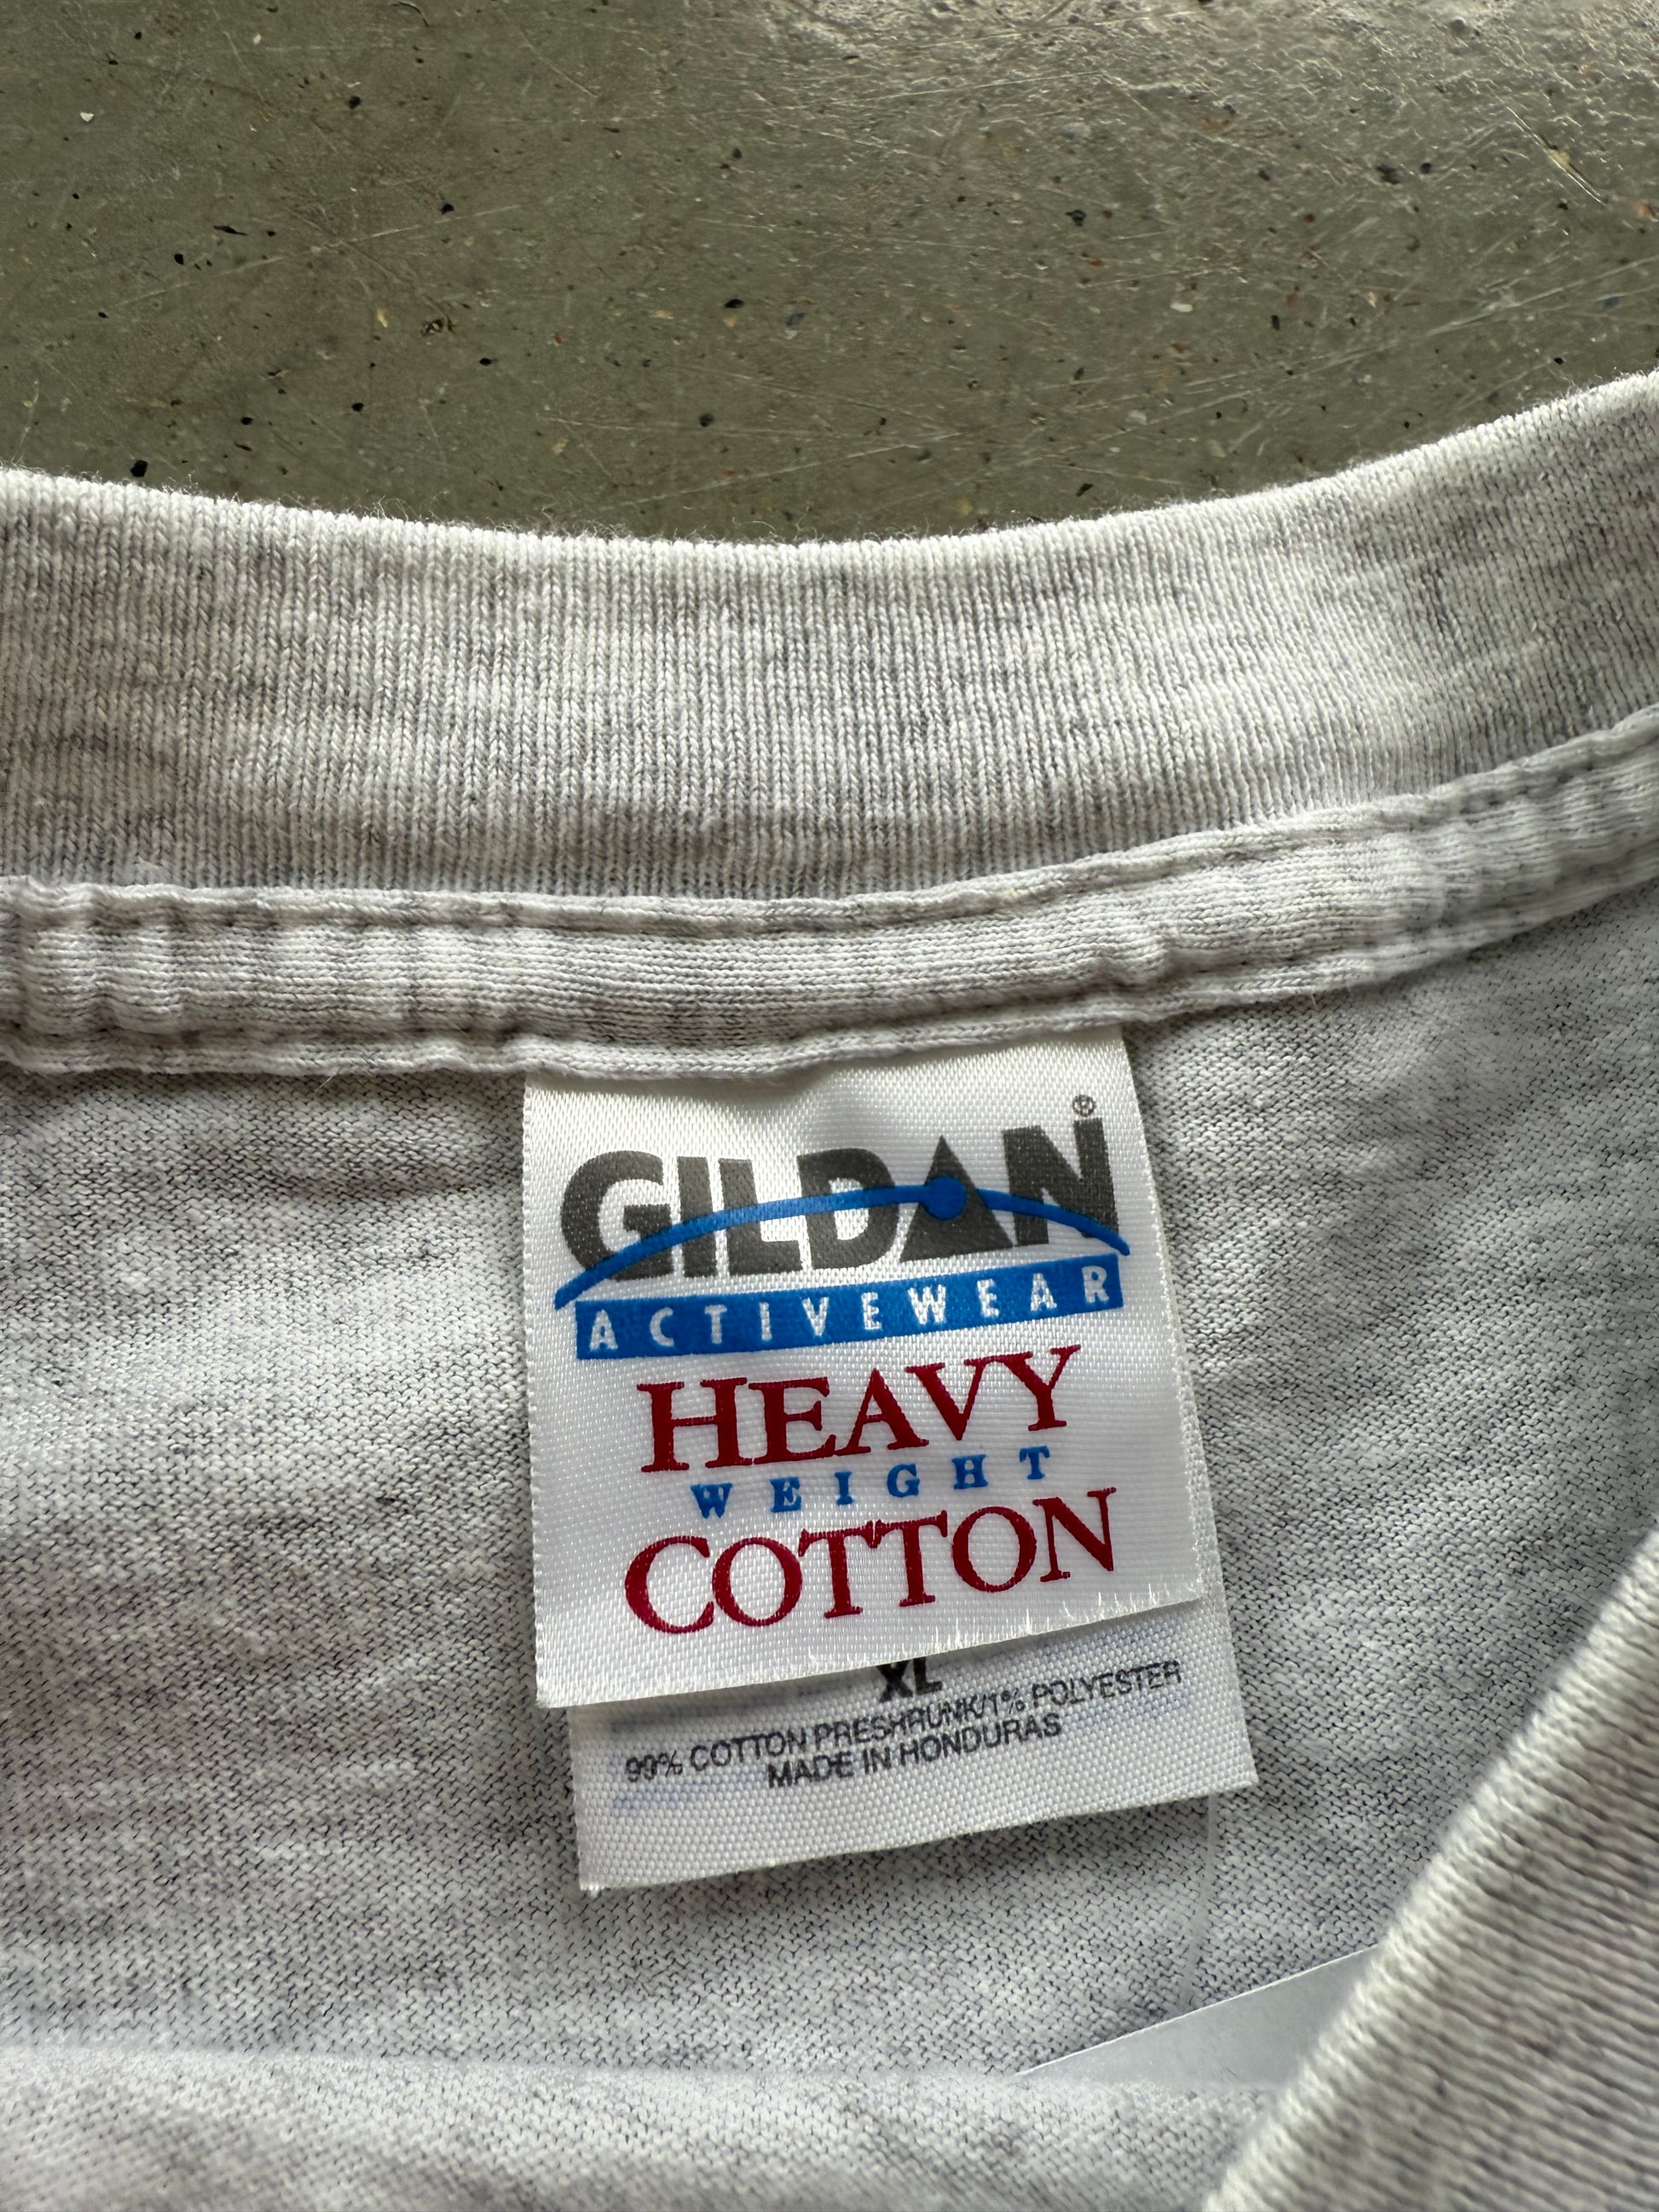 GILDAN®
ACTIVEWEAR
HEAVY
WEIGHT
COTTON
XL
99% COTTON PRESHRUNK/1% POLYESTER
MADE IN HONDURAS